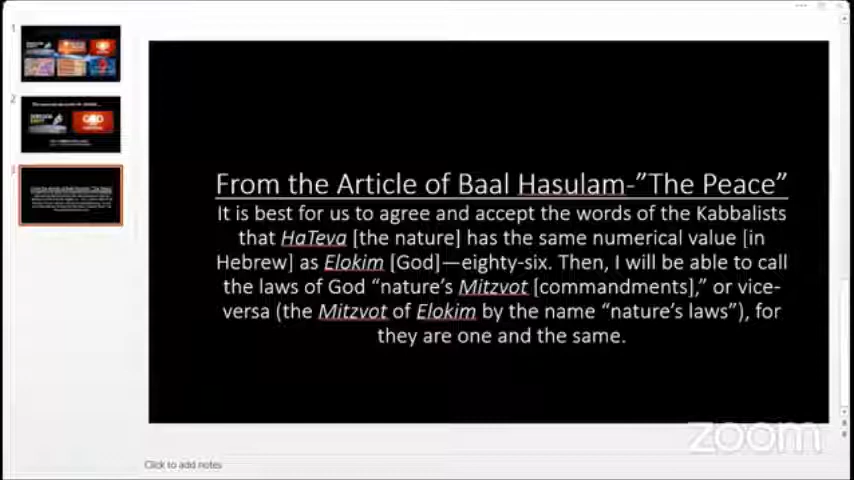 1
2
3
From the Article of Baal Hasulam-”The Peace”
It is best for us to agree and accept the words of the Kabbalists
that HaTeva [the nature] has the same numerical value [in
Hebrew] as Elokim [God]—eighty-six. Then, I will be able to call
the laws of God “nature’s Mitzvot [commandments],” or vice-
versa (the Mitzvot of Elokim by the name “nature’s laws”), for
they are one and the same.
zoom
Click to add notes